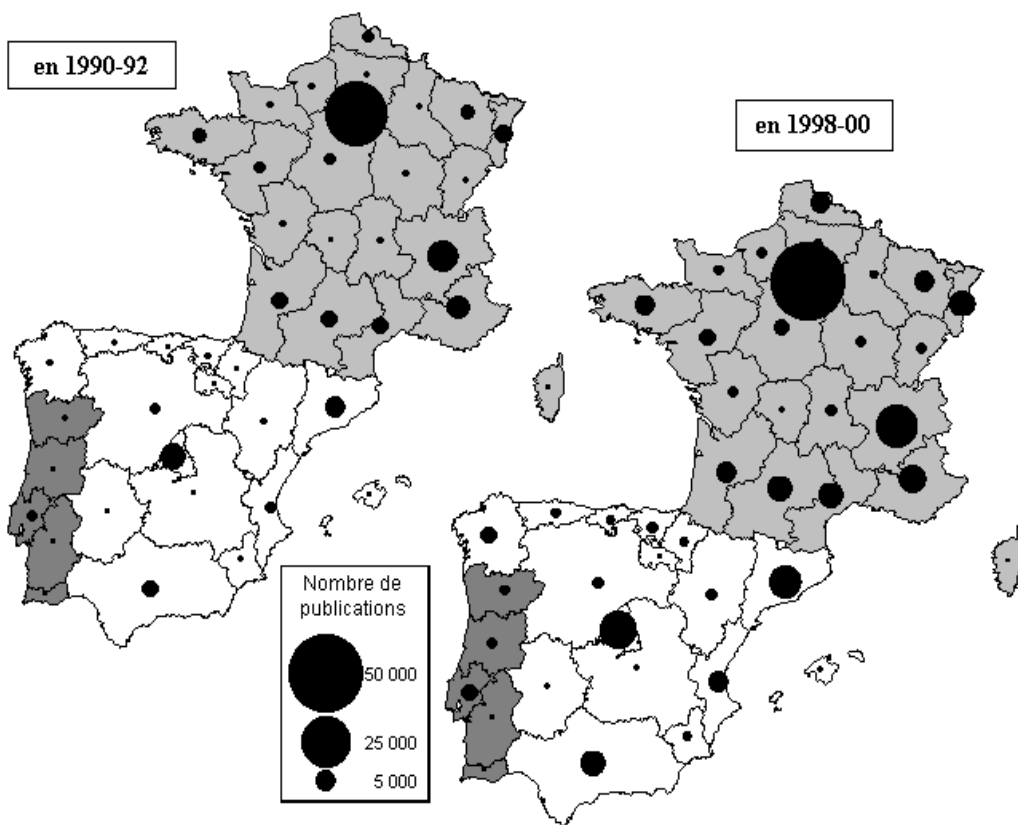 en 1990-92
en 1998-00
Nombre de
publications
50 000
25 000
5 000